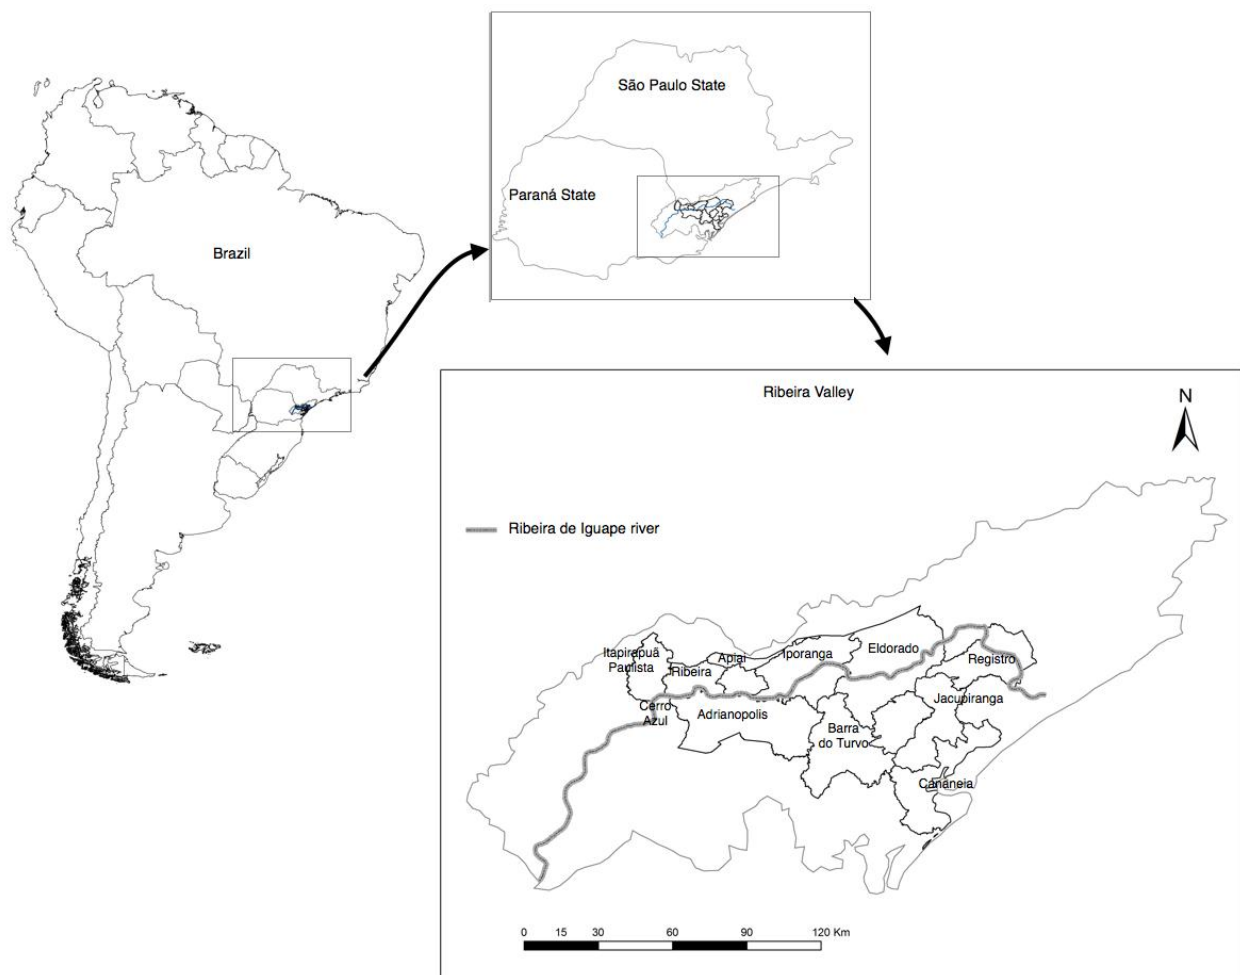 Brazil
São Paulo State
Paraná State
Ribeira Valley
N
Ribeira de Iguape river
Itapirapuã
Paulista
Ribeira
Apiai
Iporanga
Eldorado
Registro
Cerro
Azul
Adrianopolis
Barra
do Turvo
Jacupiranga
Cananeia
0 15 30 60 90 120 Km